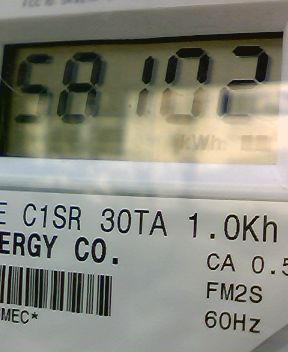 58102
kWh
E C1SR 30TA 1.0Kh
ERGY CO.
CA 0.5
FM2S
MEC*
60Hz